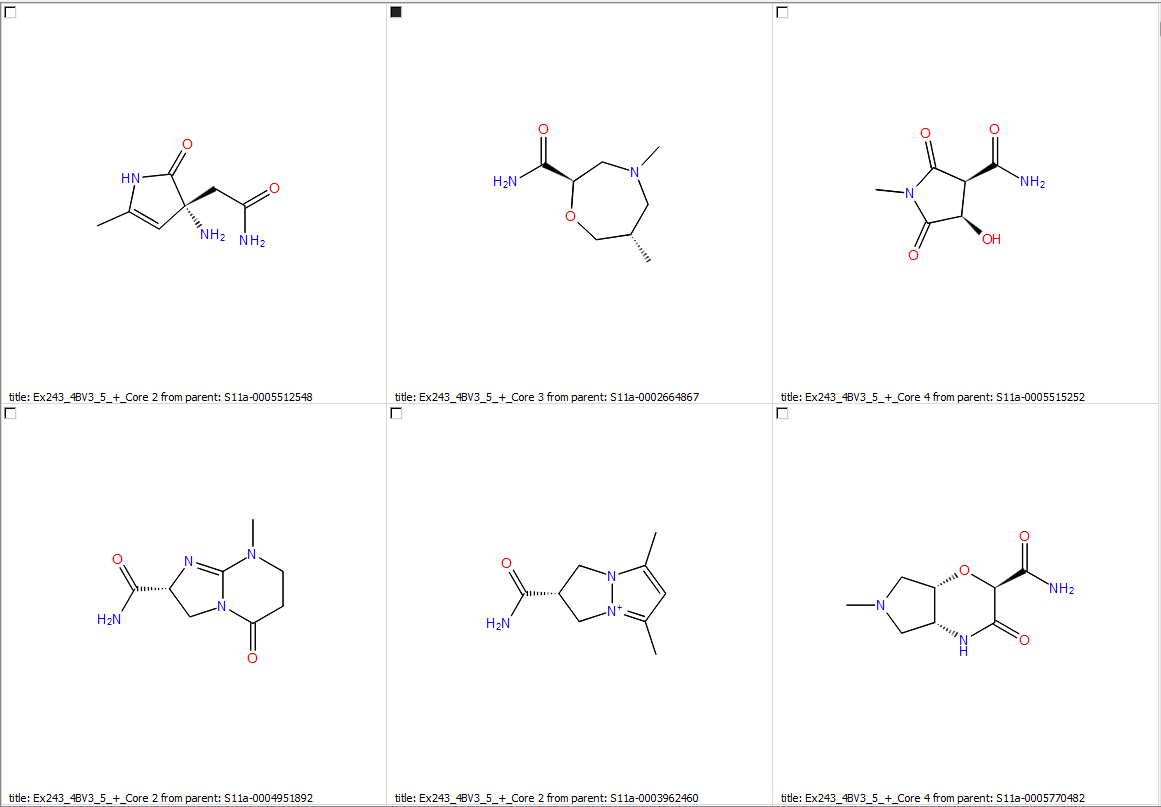 O
HN
NH2
O
NH2
title: Ex243_4BV3_5_+_Core 2 from parent: S11a-0005512548
O
N
H2N
O
title: Ex243_4BV3_5_+_Core 3 from parent: S11a-0002664867
O
O
N
NH2
O
OH
title: Ex243_4BV3_5_+_Core 4 from parent: S11a-0005515252
O
N
N
H2N
N
O
title: Ex243_4BV3_5_+_Core 2 from parent: S11a-0004951892
O
N
H2N
N+
title: Ex243_4BV3_5_+_Core 2 from parent: S11a-0003962460
O
O
NH2
N
N
H
O
title: Ex243_4BV3_5_+_Core 4 from parent: S11a-0005770482